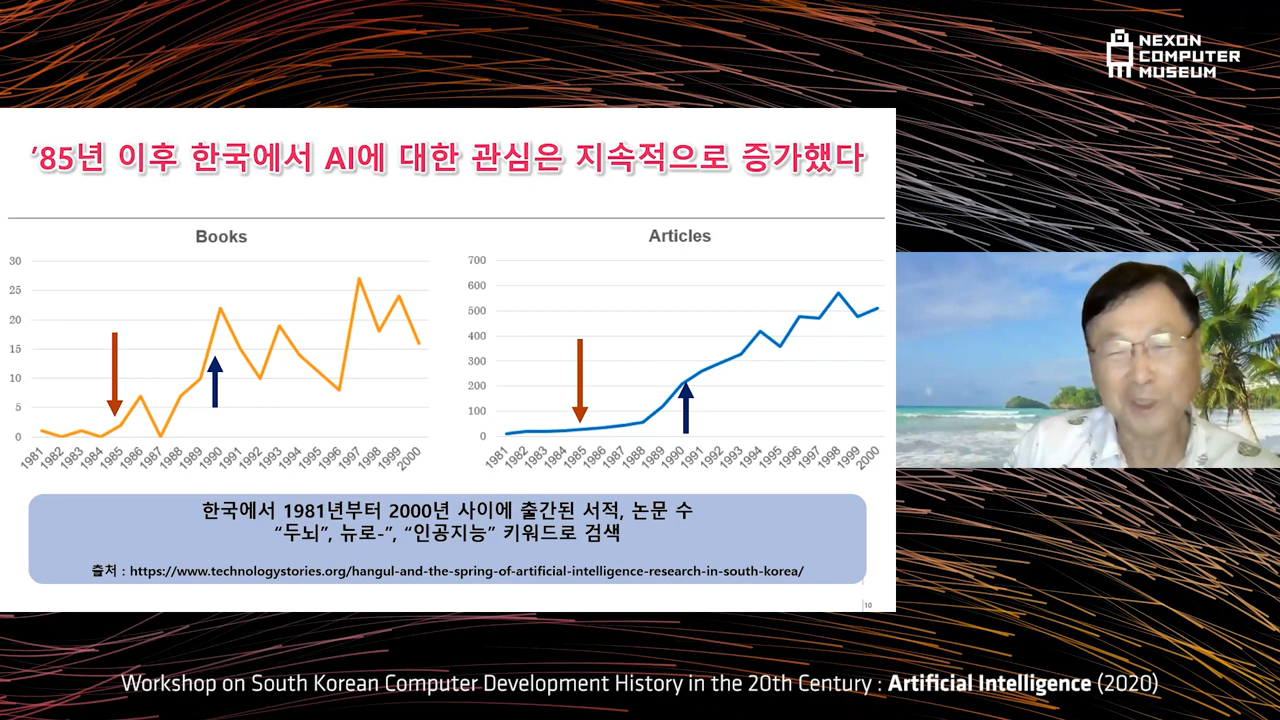 NEXON
COMPUTER
MUSEUM
'85년 이후 한국에서 AI에 대한 관심은 지속적으로 증가했다
Books
30
25
20
15
10
5
0
1981 1982 1983 1984 1985 1986 1987 1988 1989 1990 1991 1992 1993 1994 1995 1996 1997 1998 1999 2000
Articles
700
600
500
400
300
200
100
0
1981 1982 1983 1984 1985 1986 1987 1988 1989 1990 1991 1992 1993 1994 1995 1996 1997 1998 1999 2000
한국에서 1981년부터 2000년 사이에 출간된 서적, 논문 수
“두뇌”, 뉴로-”, “인공지능” 키워드로 검색
출처 : https://www.technologystories.org/hangul-and-the-spring-of-artificial-intelligence-research-in-south-korea/
10
Workshop on South Korean Computer Development History in the 20th Century : Artificial Intelligence (2020)